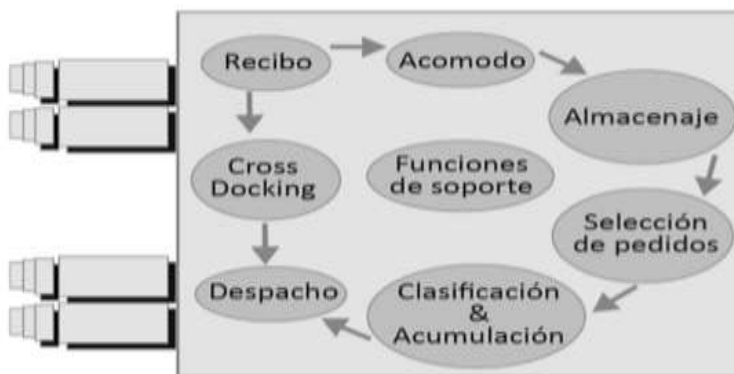 Recibo
Acomodo
Almacenaje
Cross
Docking
Funciones
de soporte
Selección
de pedidos
Despacho
Clasificación
&
Acumulación